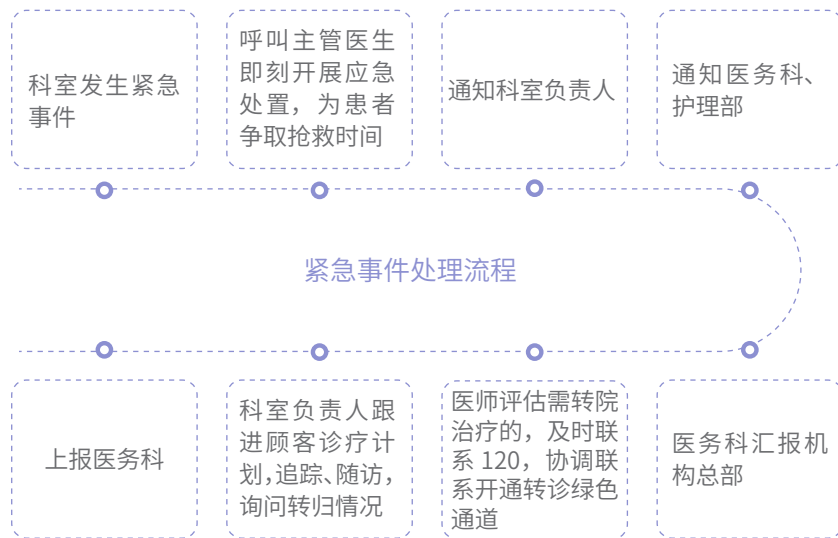 科室发生紧急
事件
呼叫主管医生
即刻开展应急
处置，为患者
争取抢救时间
通知科室负责人
通知医务科、
护理部
紧急事件处理流程
上报医务科
科室负责人跟
进顾客诊疗计
划，追踪、随访，
询问转归情况
医师评估需转院
治疗的，及时联
系 120，协调联
系开通转诊绿色
通道
医务科汇报机
构总部